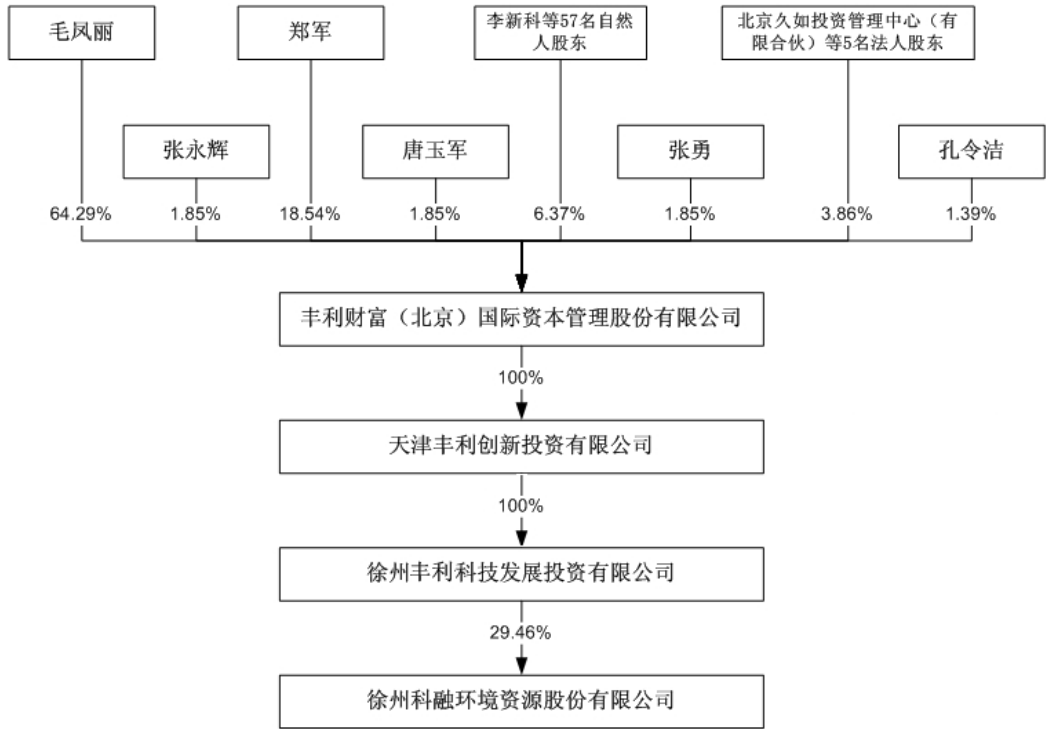 毛凤丽
郑军
李新科等57名自然
人股东
北京久如投资管理中心（有
限合伙）等5名法人股东
张永辉
唐玉军
张勇
孔令洁
64.29%
1.85%
18.54%
1.85%
6.37%
1.85%
3.86%
1.39%
丰利财富（北京）国际资本管理股份有限公司
100%
天津丰利创新投资有限公司
100%
徐州丰利科技发展投资有限公司
29.46%
徐州科融环境资源股份有限公司